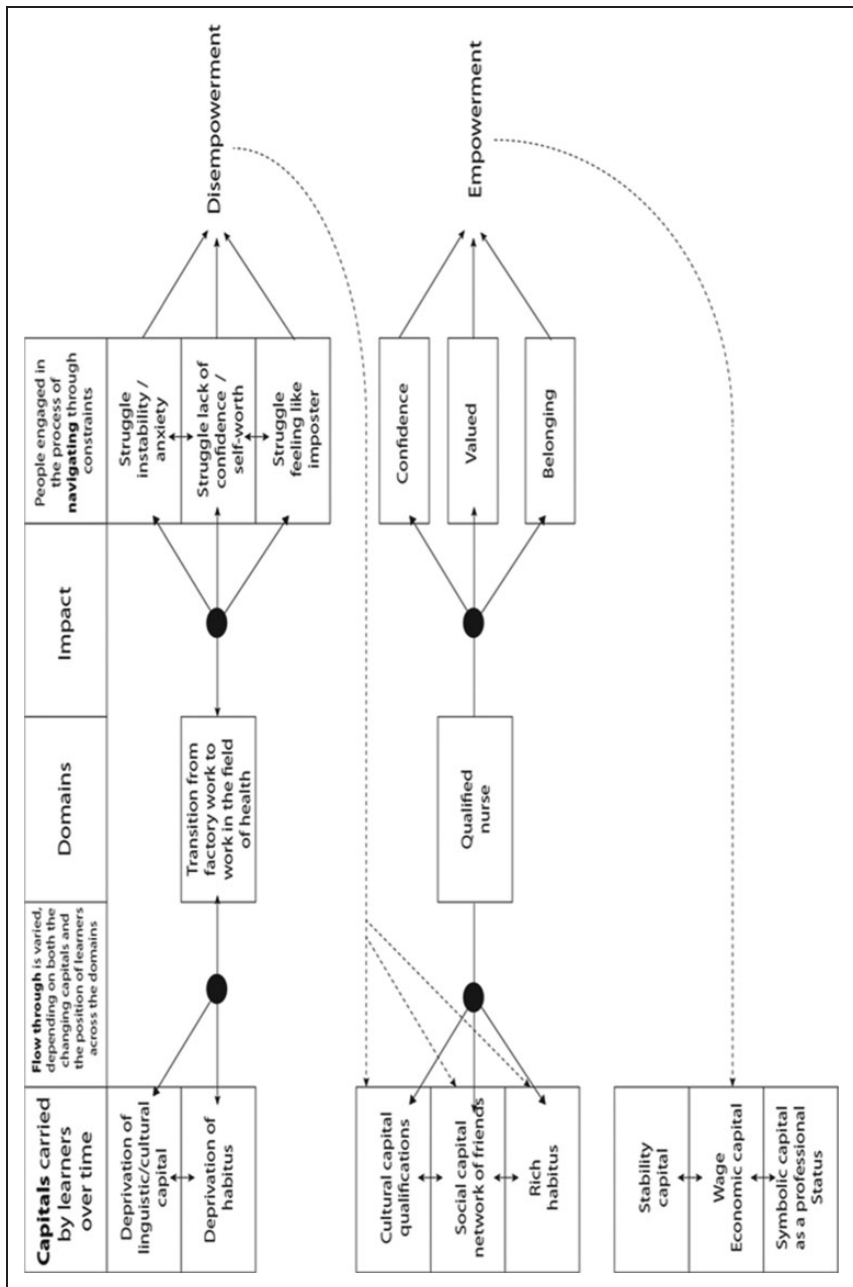 Capitals carried
by learners
over time
Flow through is varied,
depending on both the
changing capitals and
the position of learners
across the domains
Domains
Impact
People engaged in
the process of
navigating through
constraints
Deprivation of
linguistic/cultural
capital
Deprivation of
habitus
Transition from
factory work to
work in the field
of health
Struggle
instability /
anxiety
Struggle lack of
confidence /
self-worth
Struggle
feeling like
imposter
Disempowerment
Cultural capital
qualifications
Social capital
network of friends
Rich
habitus
Qualified
nurse
Confidence
Valued
Belonging
Empowerment
Stability
capital
Wage
Economic capital
Symbolic capital
as a professional
Status